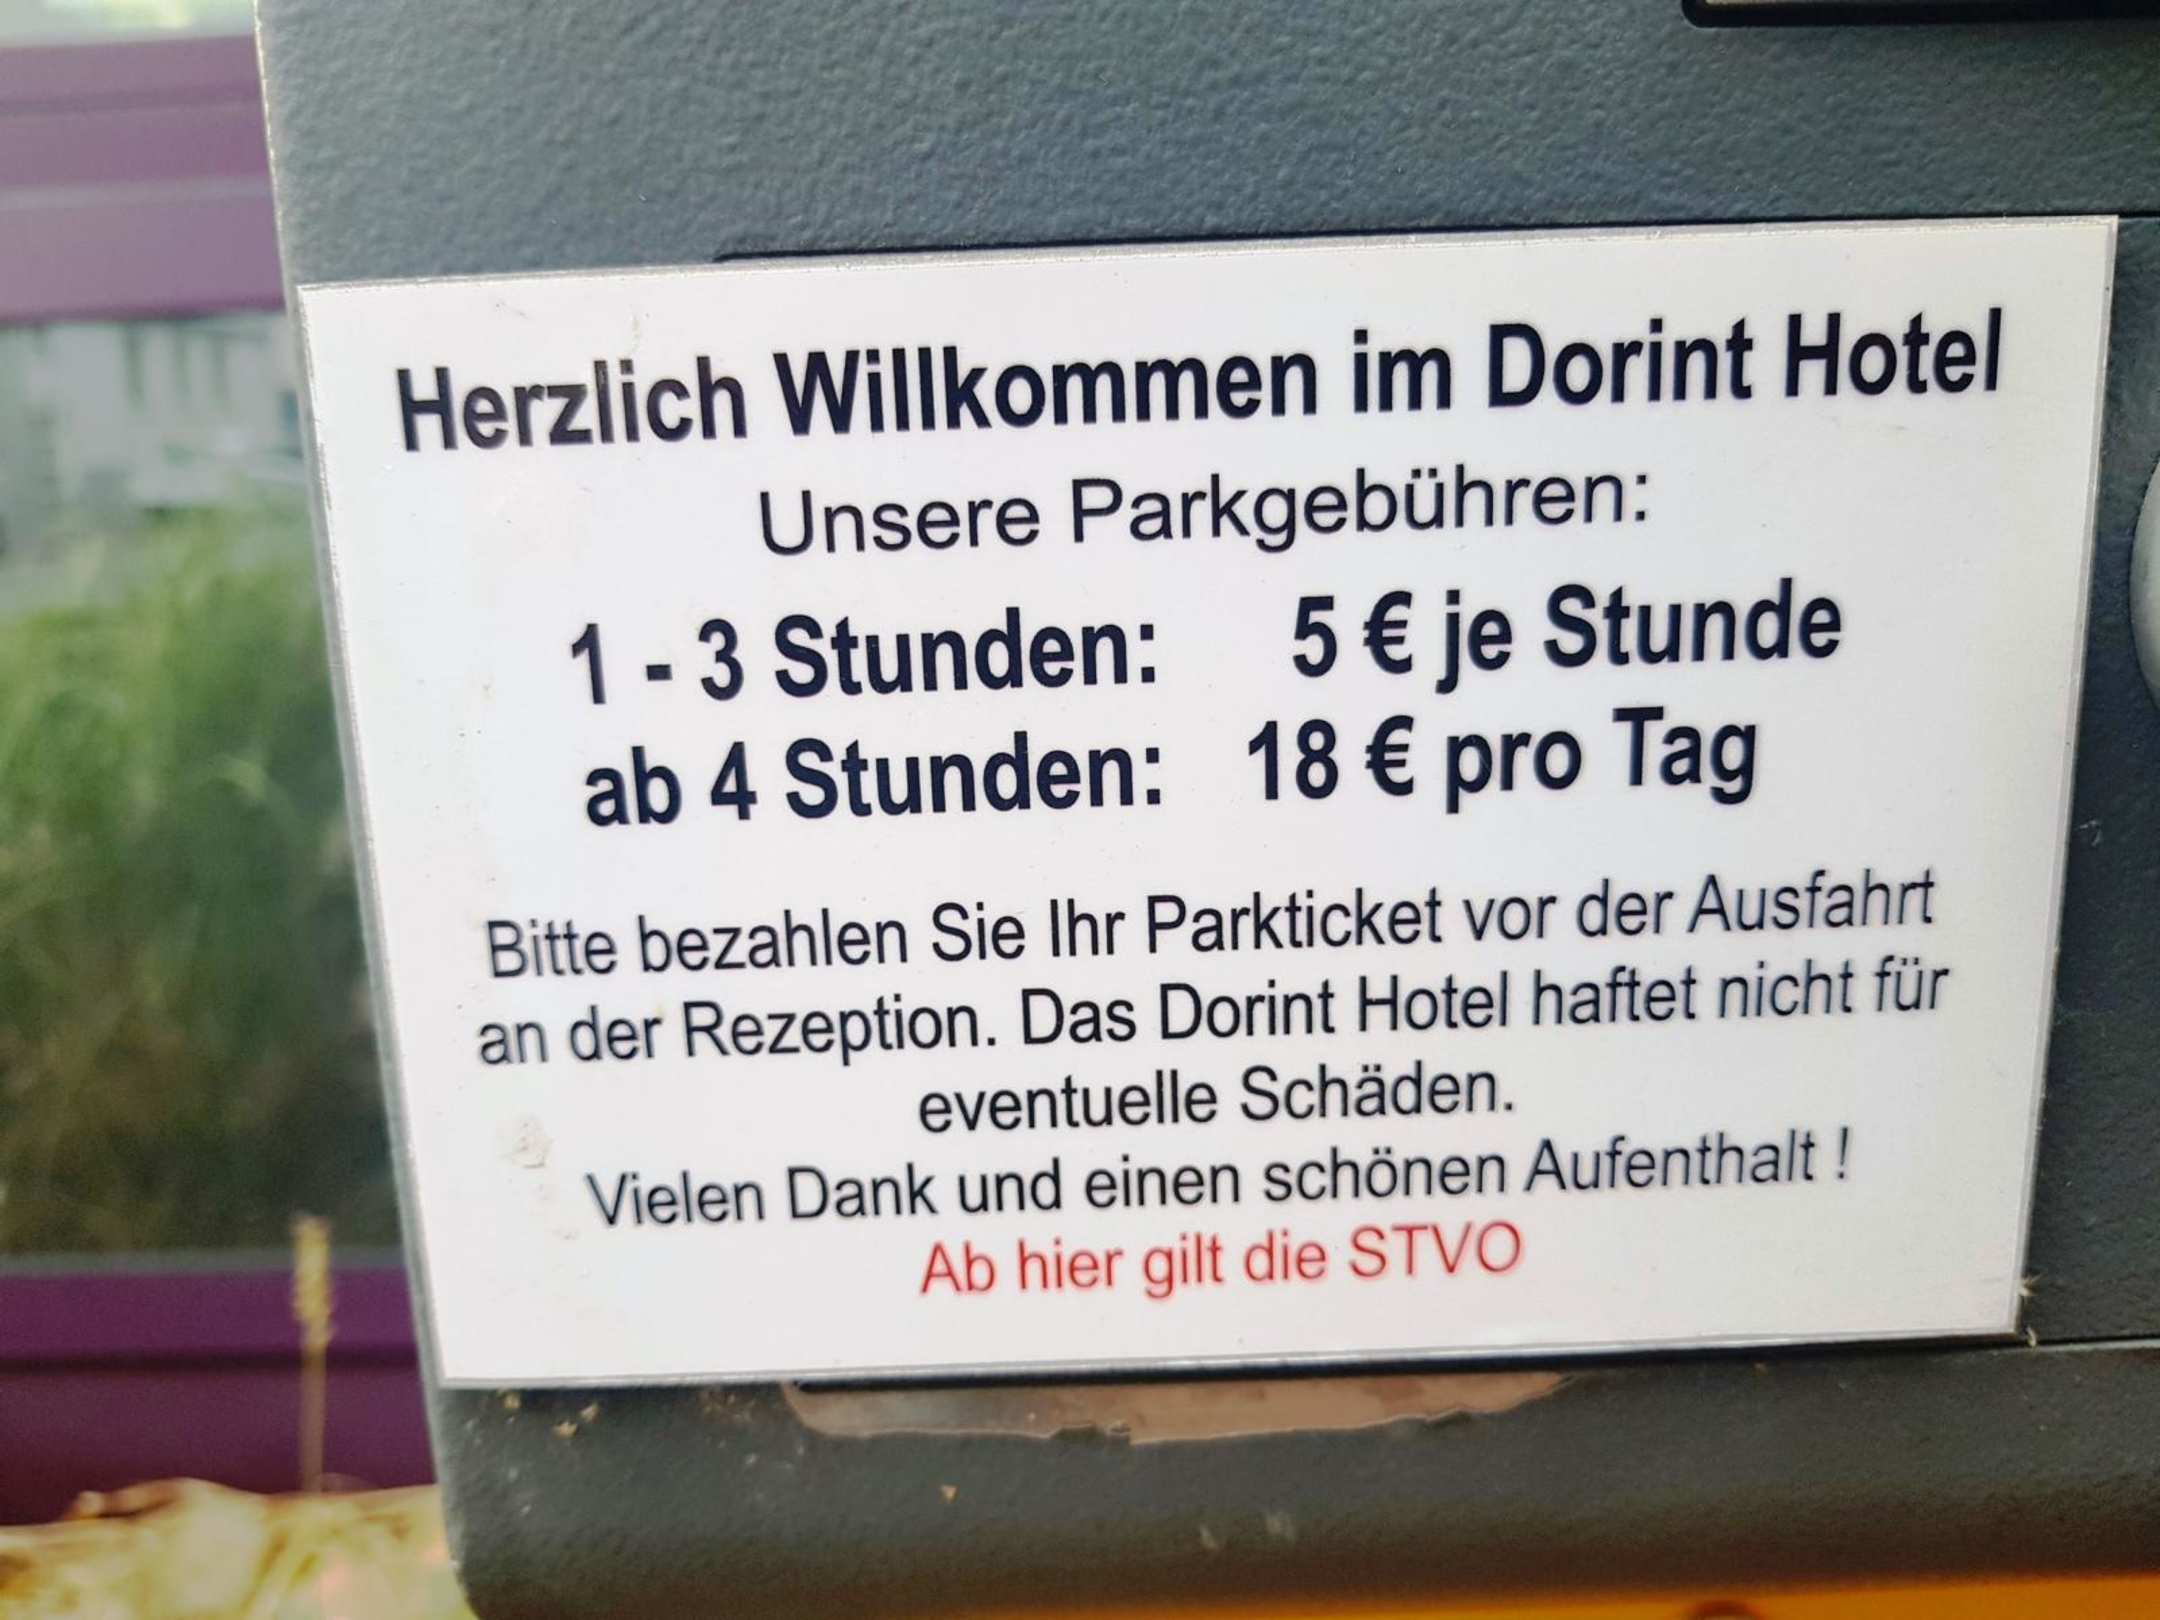 Herzlich Willkommen im Dorint Hotel
Unsere Parkgebühren:
1 - 3 Stunden: 5 € je Stunde
ab 4 Stunden: 18 € pro Tag
Bitte bezahlen Sie Ihr Parkticket vor der Ausfahrt
an der Rezeption. Das Dorint Hotel haftet nicht für
eventuelle Schäden.
Vielen Dank und einen schönen Aufenthalt !
Ab hier gilt die STVO